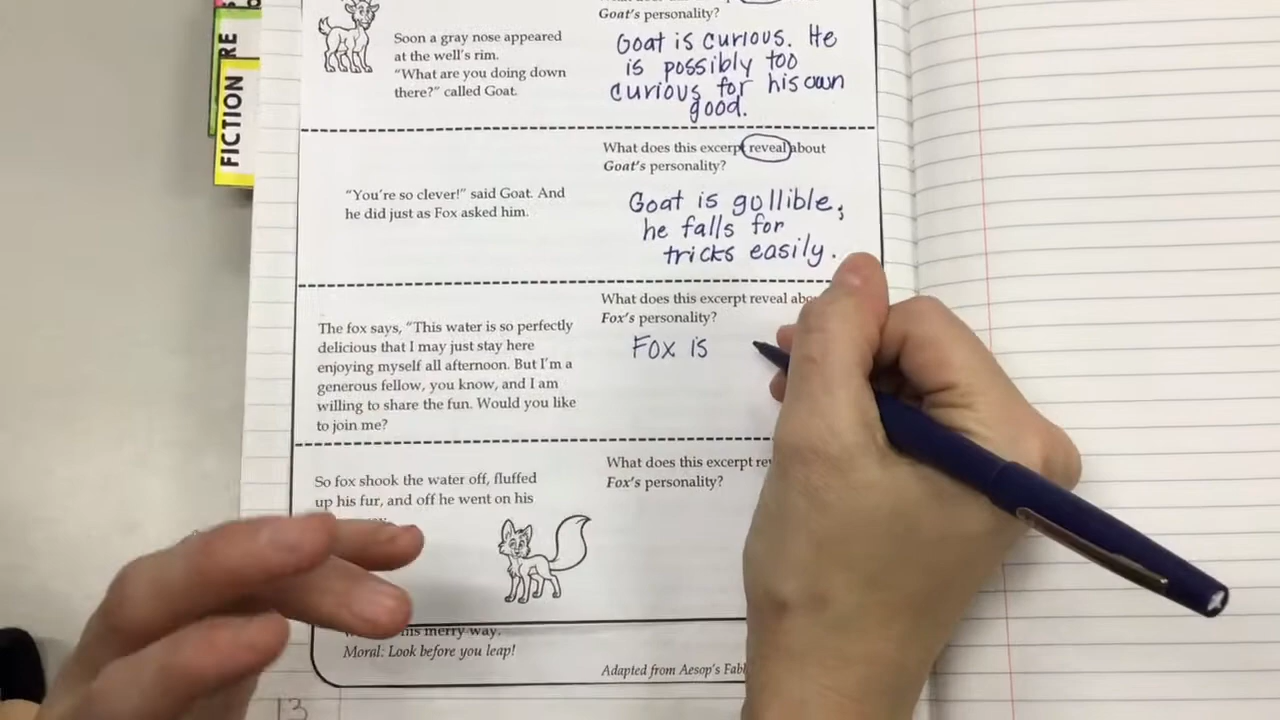 RE
FICTION
Goat's personality?
Soon a gray nose appeared
at the well's rim.
"What are you doing down
there?" called Goat.
Goat is curious. He
is possibly too
curious for his own
good.
What does this excerpt reveal about
Goat's personality?
"You're so clever!" said Goat. And
he did just as Fox asked him.
Goat is gullible;
he falls for
tricks easily.
What does this excerpt reveal
Fox's personality?
The fox says, "This water is so perfectly
delicious that I may just stay here
enjoying myself all afternoon. But I'm a
generous fellow, you know, and I am
willing to share the fun. Would you like
to join me?
Fox is
What does this excerpt
Fox's personality?
So fox shook the water off, fluffed
up his fur, and off he went on his
merry way.
Moral: Look before you leap!
Adapted from Aesop's
13